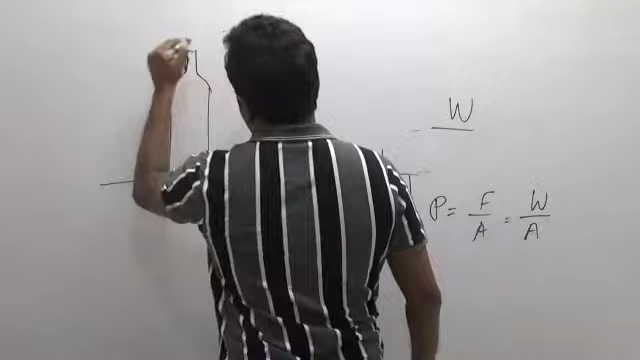 W
P = F/A = W/A